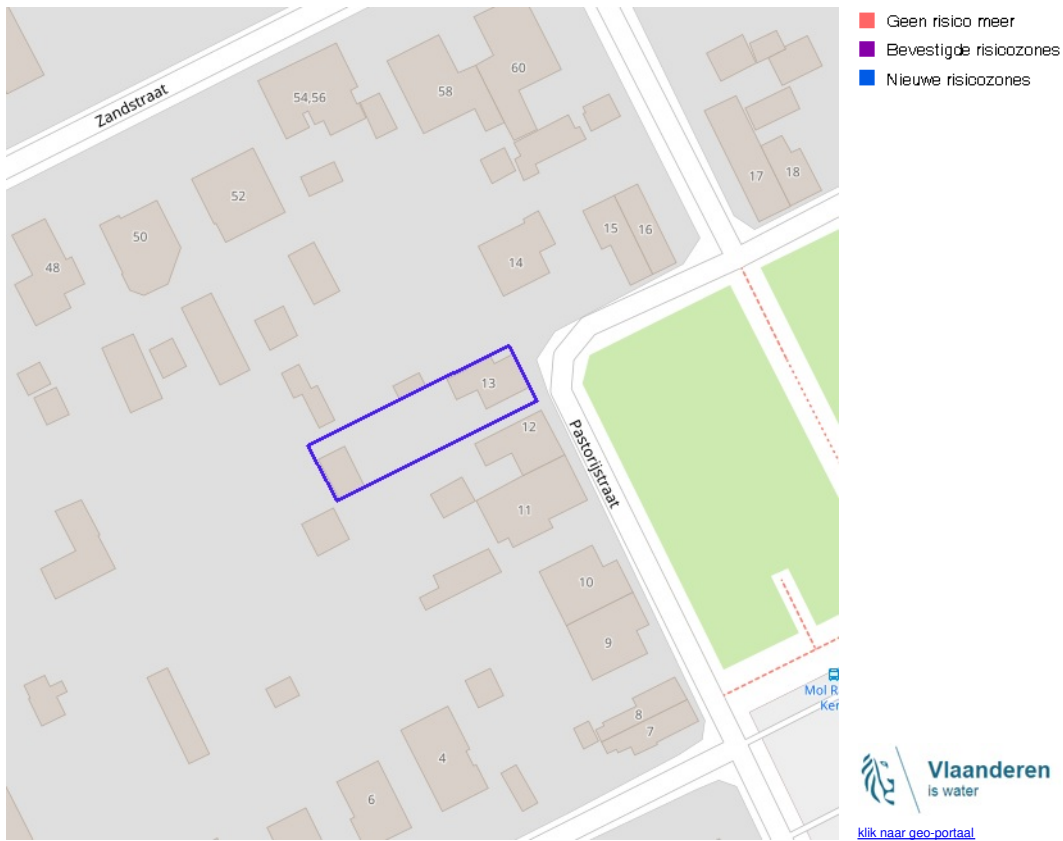 Geen risico meer
Bevestigde risicozones
Nieuwe risicozones
Zandstraat
54,56
58
60
52
50
48
17
18
15
16
14
13
12
11
Pastorijstraat
10
9
8
7
4
6
Mol R
Ker
Vlaanderen
is water
klik naar geo-portaal